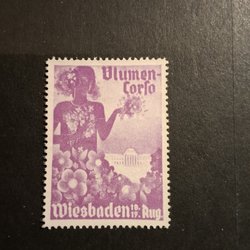 Blumen-
Corso
Wiesbaden 16. 17. Aug.